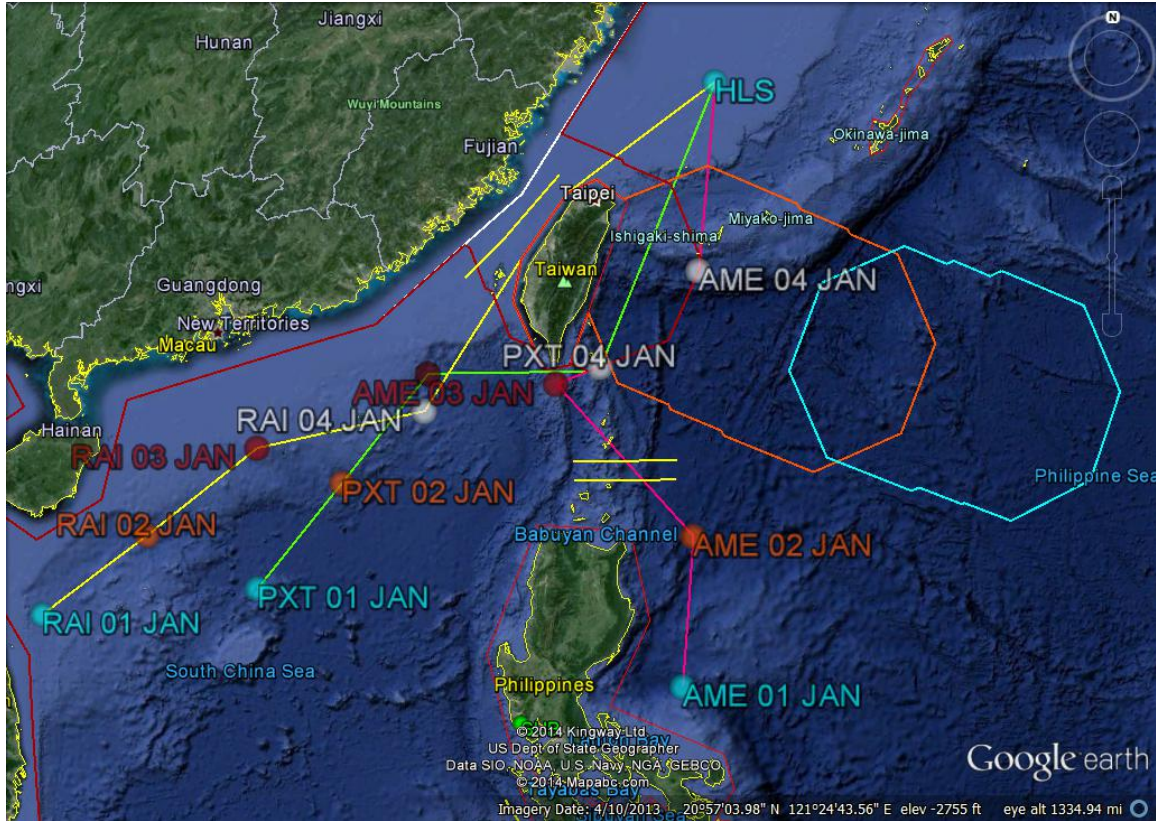 Jiangxi
Hunan
N
Wuyi Mountains
HLS
Fujian
Okinawa-jima
Taipei
Miyako-jima
Ishigaki-shima
ngxi
Guangdong
Taiwan
AME 04 JAN
New Territories
Macau
PXT 04 JAN
AME 03 JAN
RAI 04 JAN
Hainan
RAI 03 JAN
PXT 02 JAN
Philippine Sea
RAI 02 JAN
Babuyan Channel
AME 02 JAN
PXT 01 JAN
RAI 01 JAN
South China Sea
Philippines
AME 01 JAN
© 2014 Kingway Ltd.
US Dept of State Geographer
Data SIO, NOAA, U.S. Navy, NGA, GEBCO
© 2014 Mapabc.com
Tayabas Bay
Sibuyan Sea
Google earth
Imagery Date: 4/10/2013 20°57'03.98" N 121°24'43.56" E elev -2755 ft eye alt 1334.94 mi